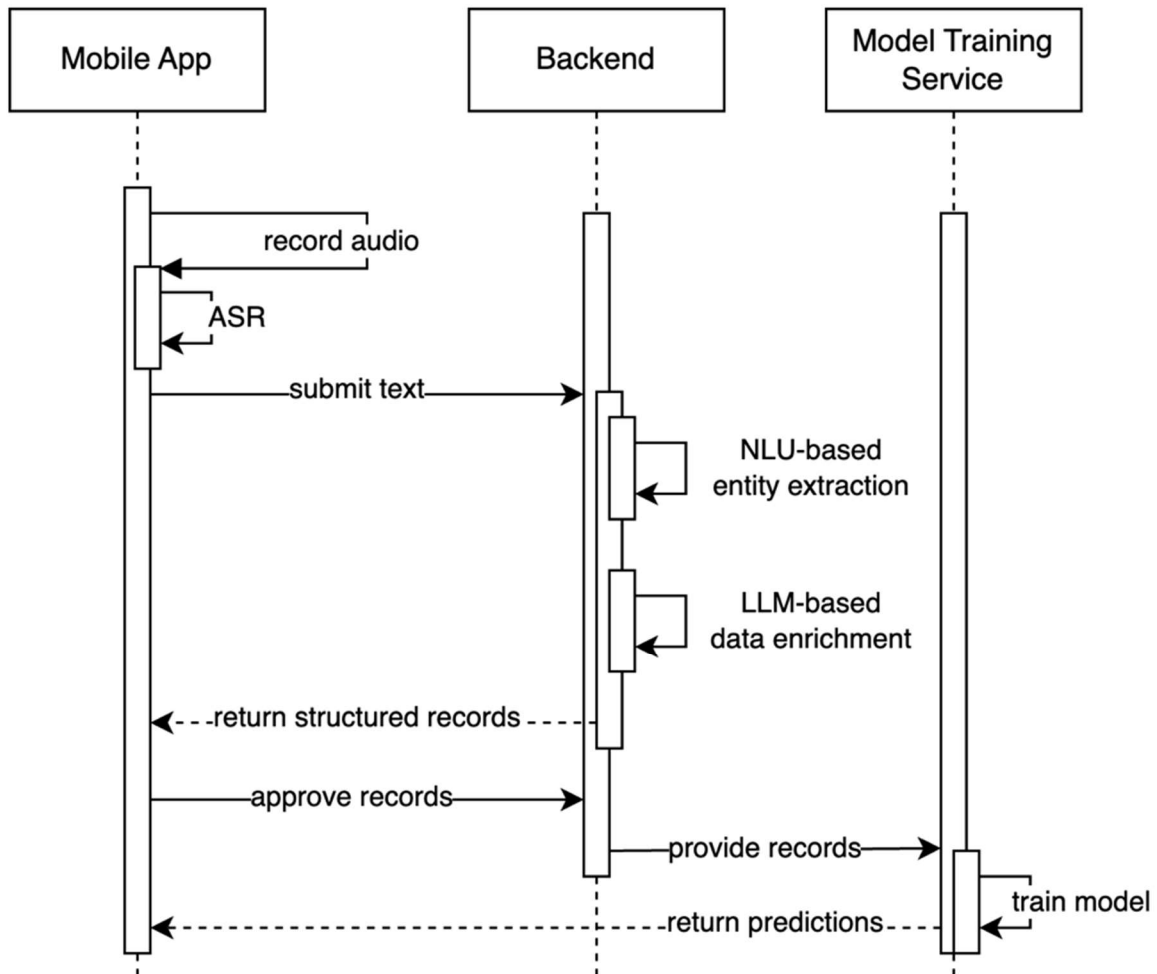 Mobile App
Backend
Model Training
Service
record audio
ASR
submit text
NLU-based
entity extraction
LLM-based
data enrichment
return structured records
approve records
provide records
train model
return predictions